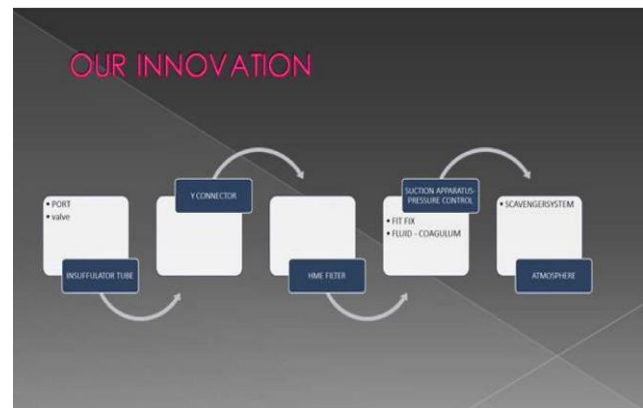 OUR INNOVATION
• PORT
• valve
INSUFFULATOR TUBE
Y CONNECTOR
HME FILTER
SUCTION APPARATUS-
PRESSURE CONTROL
• FIT FIX
• FLUID - COAGULUM
• SCAVENGERSYSTEM
ATMOSPHERE